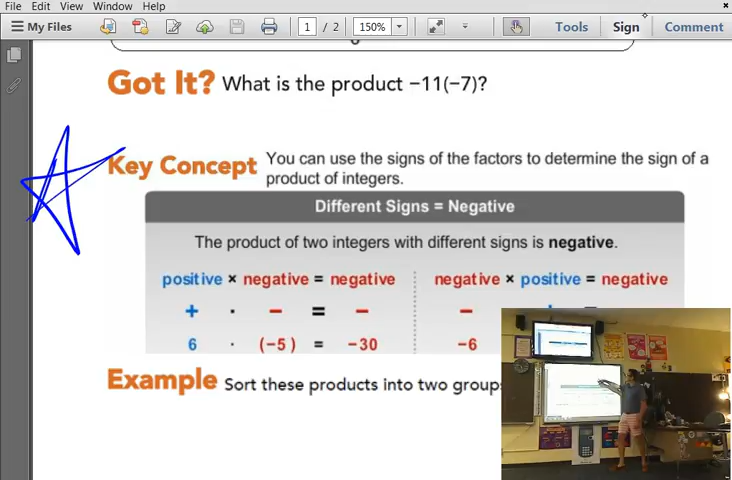 File Edit View Window Help
My Files 1 / 2 150% Tools Sign Comment
Got It? What is the product −11(−7)?
Key Concept You can use the signs of the factors to determine the sign of a
product of integers.
Different Signs = Negative
The product of two integers with different signs is negative.
positive × negative = negative negative × positive = negative
+ · − = − −
6 · (−5) = −30 −6
Example Sort these products into two group